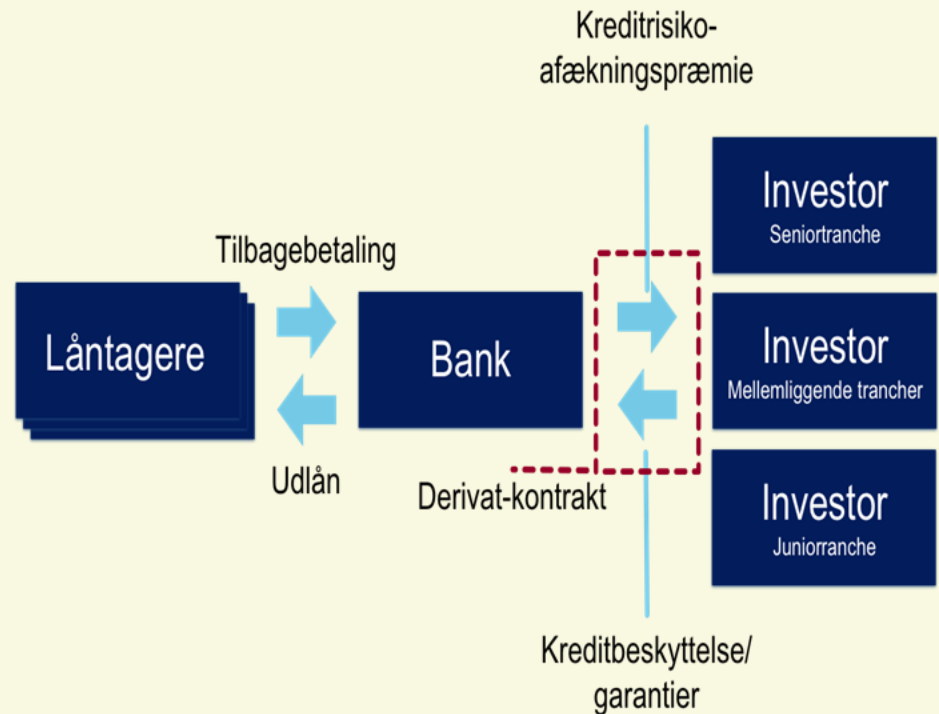 Kreditrisiko-
afækningspræmie
Investor
Seniortranche
Tilbagebetaling
Låntagere
Bank
Investor
Mellemliggende trancher
Udlån
Derivat-kontrakt
Investor
Juniorranche
Kreditbeskyttelse/
garantier